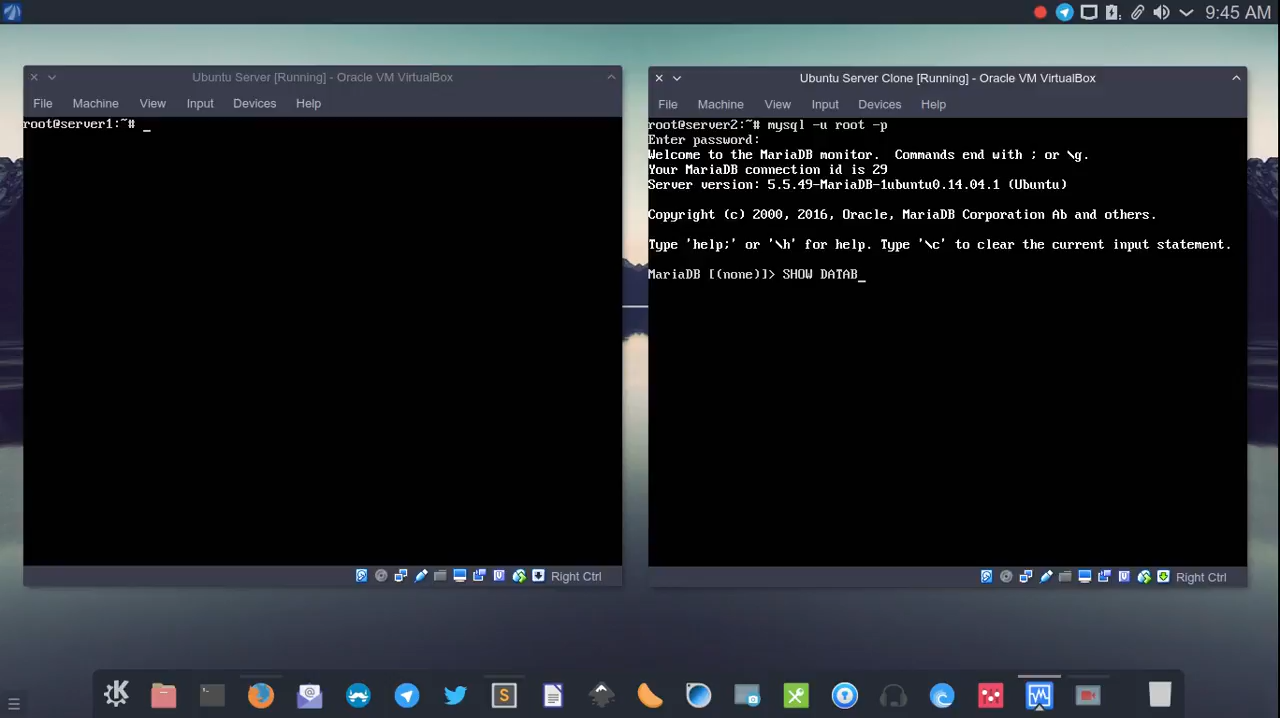 9:45 AM
Ubuntu Server [Running] - Oracle VM VirtualBox
File Machine View Input Devices Help
root@server1:~# _
Right Ctrl
Ubuntu Server Clone [Running] - Oracle VM VirtualBox
File Machine View Input Devices Help
root@server2:~# mysql -u root -p
Enter password:
Welcome to the MariaDB monitor.  Commands end with ; or \g.
Your MariaDB connection id is 29
Server version: 5.5.49-MariaDB-1ubuntu0.14.04.1 (Ubuntu)
Copyright (c) 2000, 2016, Oracle, MariaDB Corporation Ab and others.
Type 'help;' or '\h' for help. Type '\c' to clear the current input statement.
MariaDB [(none)]> SHOW DATAB_
Right Ctrl